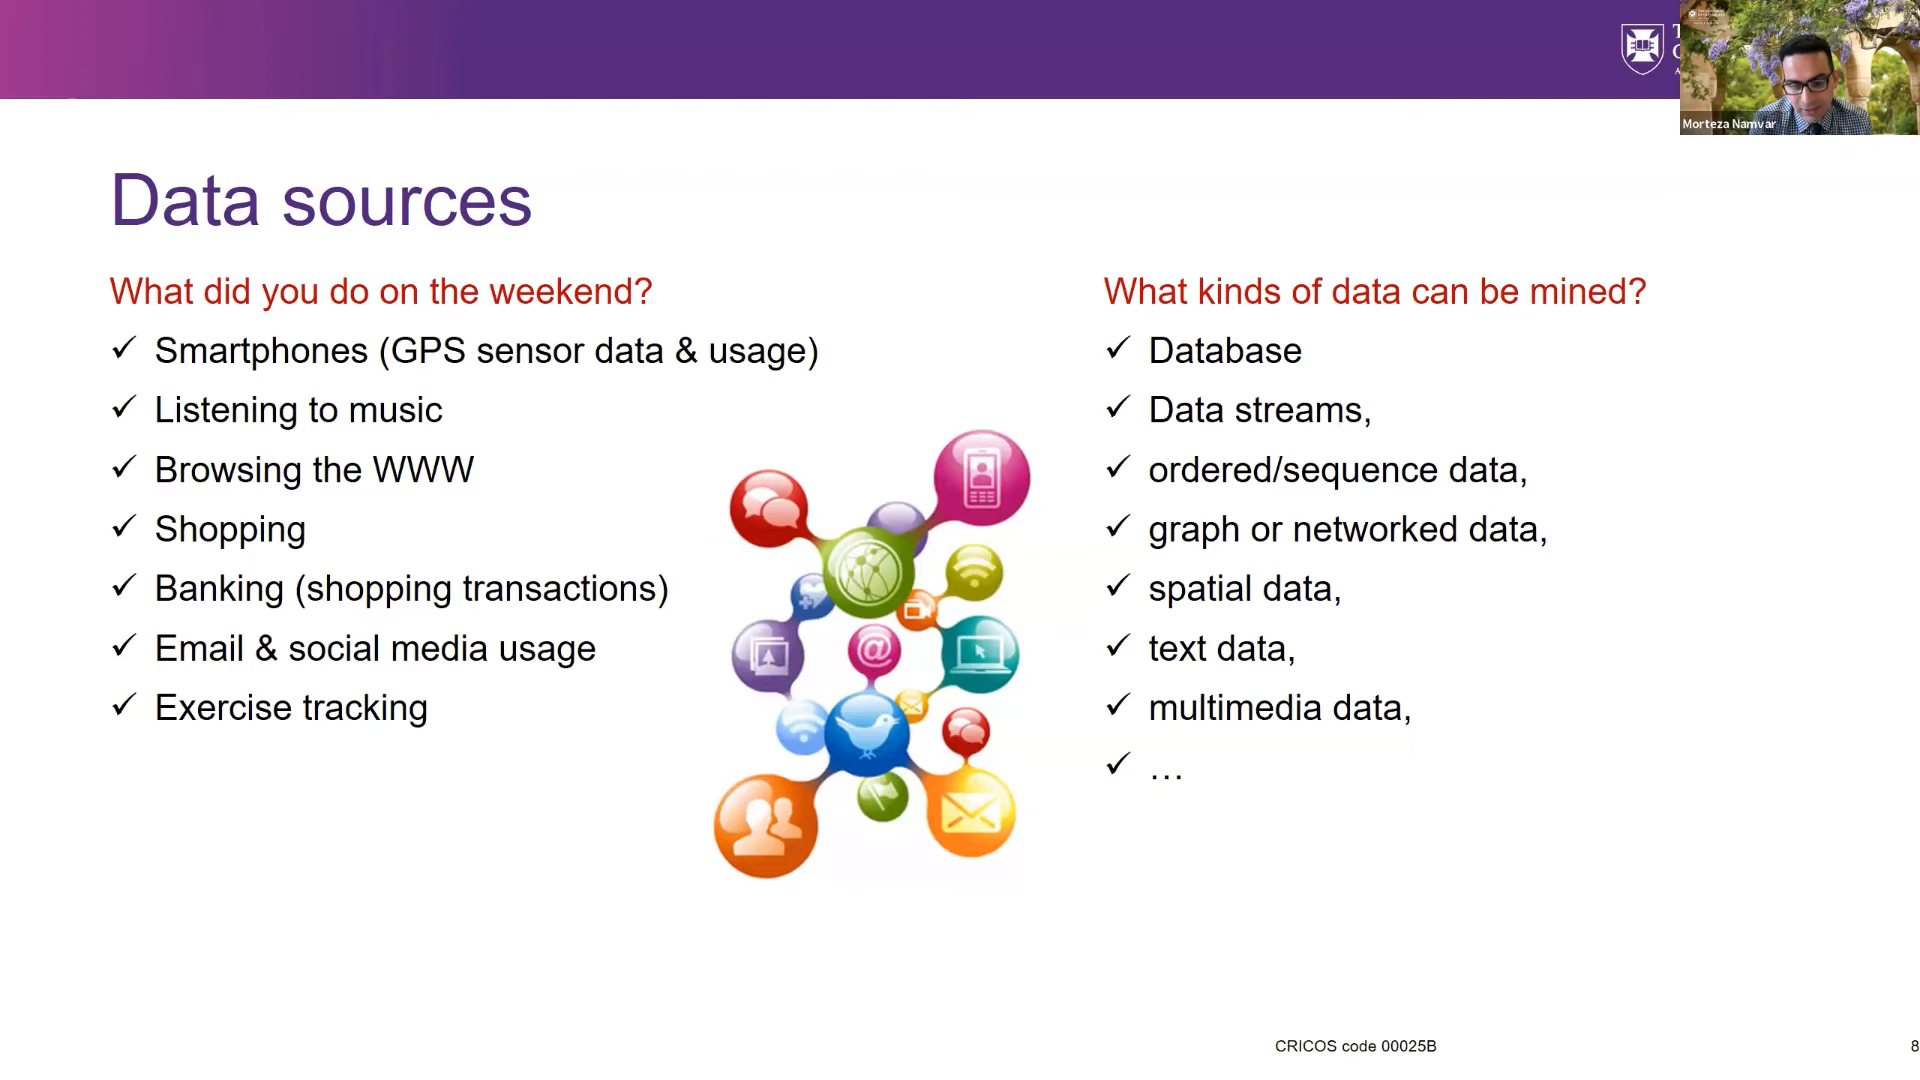 Morteza Namvar
Data sources
What did you do on the weekend?
✓ Smartphones (GPS sensor data & usage)
✓ Listening to music
✓ Browsing the WWW
✓ Shopping
✓ Banking (shopping transactions)
✓ Email & social media usage
✓ Exercise tracking
@
What kinds of data can be mined?
✓ Database
✓ Data streams,
✓ ordered/sequence data,
✓ graph or networked data,
✓ spatial data,
✓ text data,
✓ multimedia data,
✓ …
CRICOS code 00025B
8